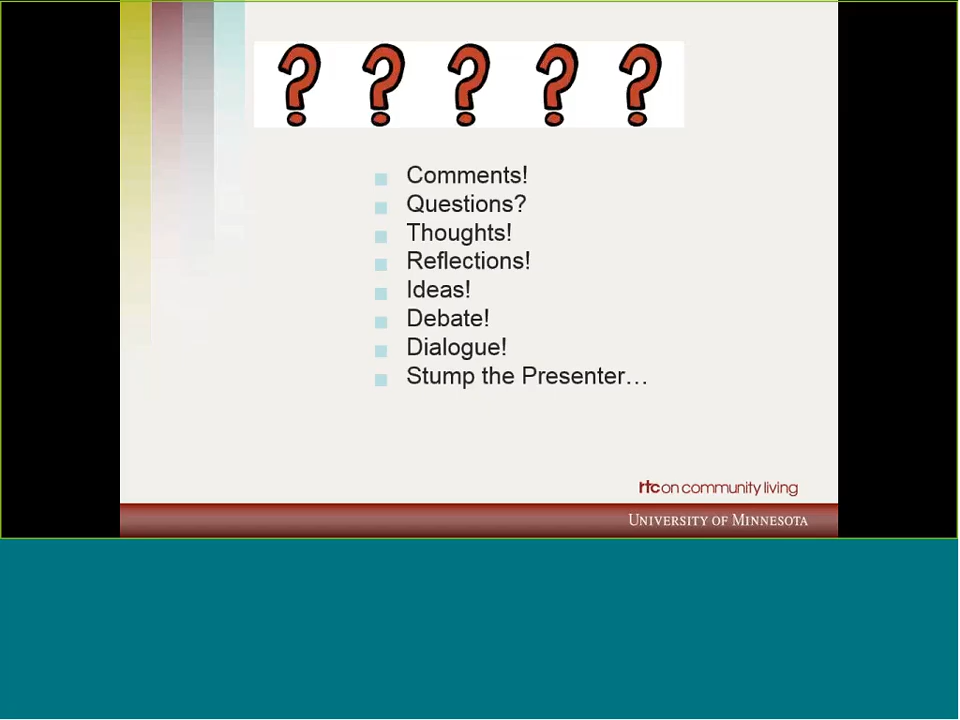 ? ? ? ? ?
Comments!
Questions?
Thoughts!
Reflections!
Ideas!
Debate!
Dialogue!
Stump the Presenter…
rtc on community living
UNIVERSITY OF MINNESOTA